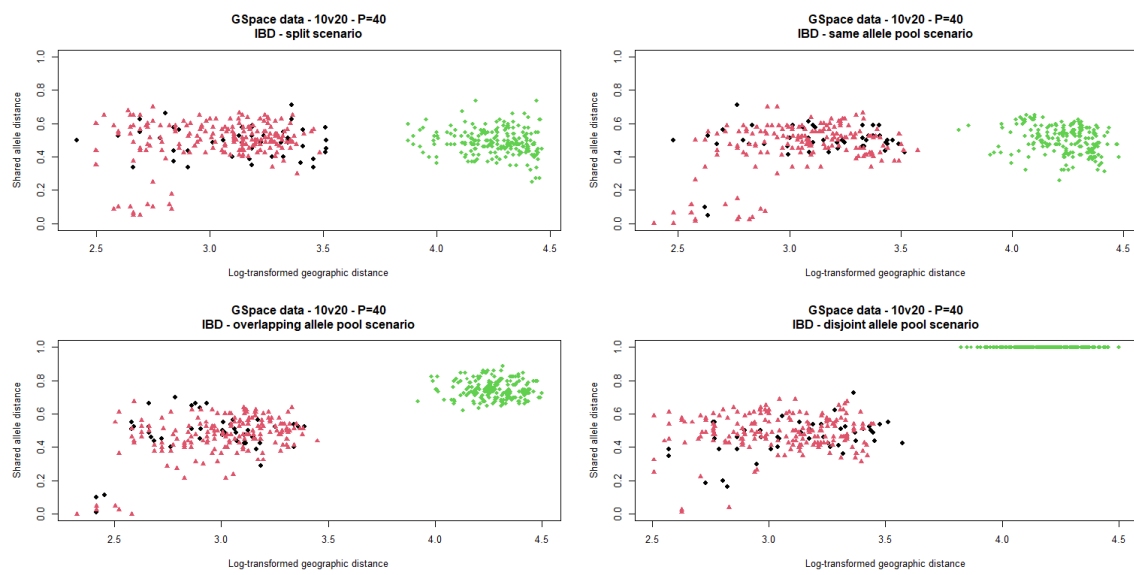 GSpace data - 10v20 - P=40
IBD - split scenario
Shared allele distance
0.0 0.2 0.4 0.6 0.8 1.0
2.5 3.0 3.5 4.0 4.5
Log-transformed geographic distance
GSpace data - 10v20 - P=40
IBD - same allele pool scenario
Shared allele distance
0.0 0.2 0.4 0.6 0.8 1.0
2.5 3.0 3.5 4.0 4.5
Log-transformed geographic distance
GSpace data - 10v20 - P=40
IBD - overlapping allele pool scenario
Shared allele distance
0.0 0.2 0.4 0.6 0.8 1.0
2.5 3.0 3.5 4.0 4.5
Log-transformed geographic distance
GSpace data - 10v20 - P=40
IBD - disjoint allele pool scenario
Shared allele distance
0.0 0.2 0.4 0.6 0.8 1.0
2.5 3.0 3.5 4.0 4.5
Log-transformed geographic distance